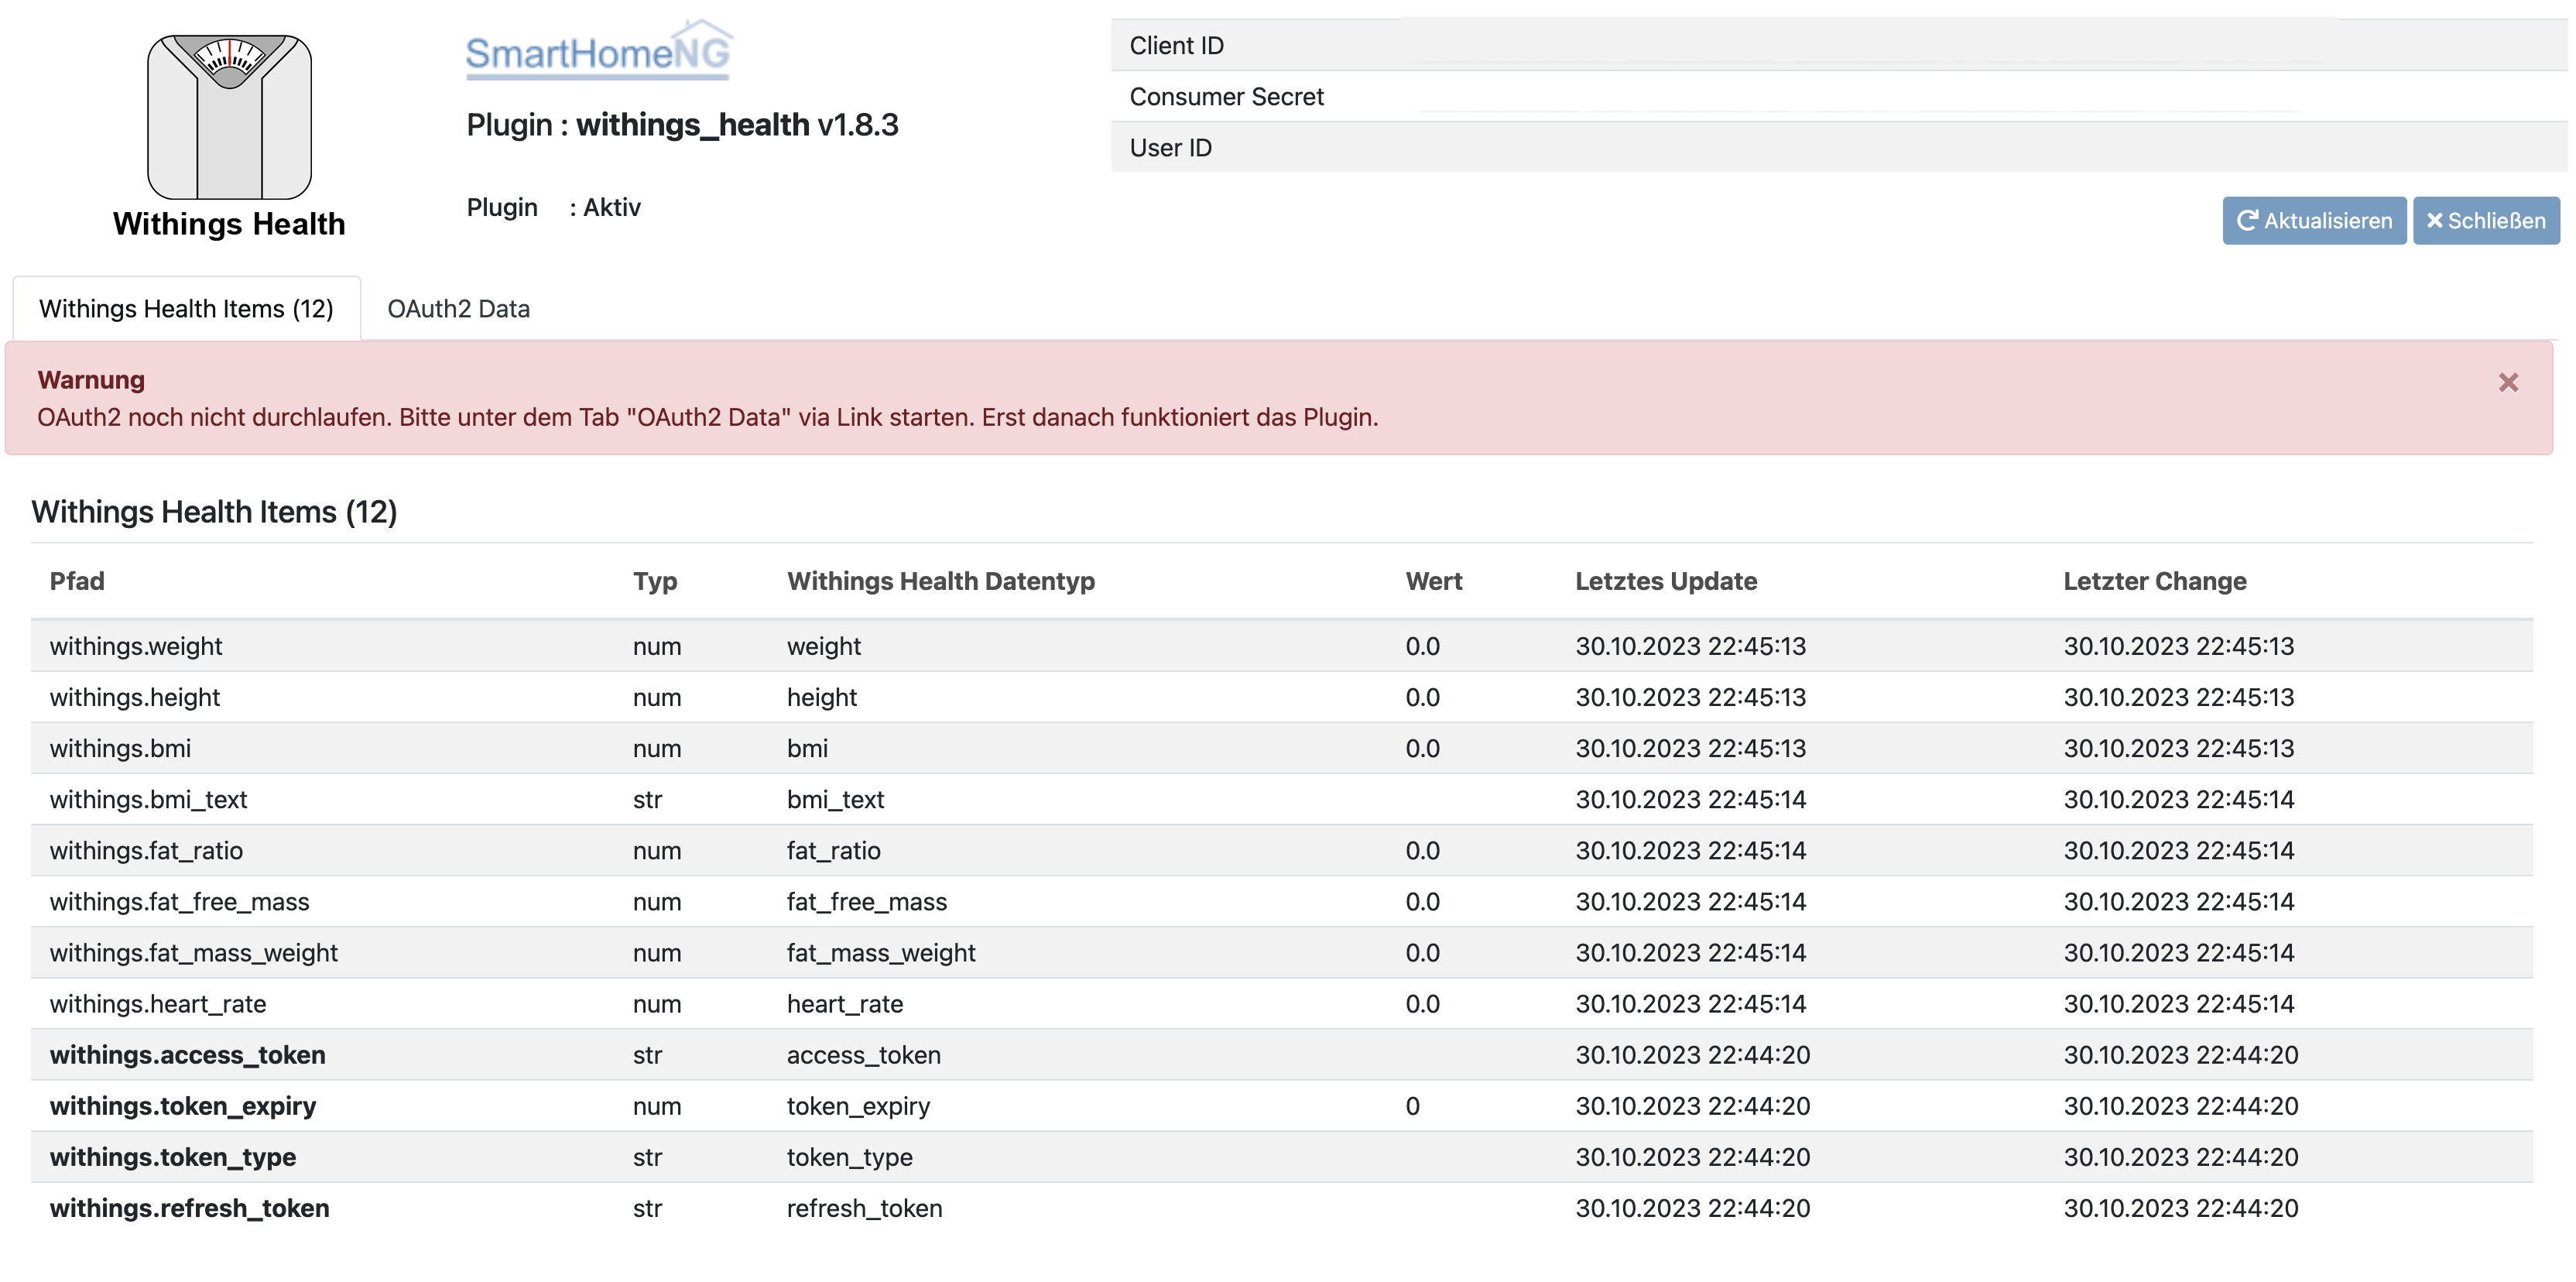 Withings Health
SmartHomeNG
Plugin : withings_health v1.8.3
Plugin : Aktiv
Client ID
Consumer Secret
User ID
Aktualisieren
Schließen
Withings Health Items (12)
OAuth2 Data
Warnung
OAuth2 noch nicht durchlaufen. Bitte unter dem Tab "OAuth2 Data" via Link starten. Erst danach funktioniert das Plugin.
Withings Health Items (12)
Pfad Typ Withings Health Datentyp Wert Letztes Update Letzter Change
withings.weight num weight 0.0 30.10.2023 22:45:13 30.10.2023 22:45:13
withings.height num height 0.0 30.10.2023 22:45:13 30.10.2023 22:45:13
withings.bmi num bmi 0.0 30.10.2023 22:45:13 30.10.2023 22:45:13
withings.bmi_text str bmi_text 30.10.2023 22:45:14 30.10.2023 22:45:14
withings.fat_ratio num fat_ratio 0.0 30.10.2023 22:45:14 30.10.2023 22:45:14
withings.fat_free_mass num fat_free_mass 0.0 30.10.2023 22:45:14 30.10.2023 22:45:14
withings.fat_mass_weight num fat_mass_weight 0.0 30.10.2023 22:45:14 30.10.2023 22:45:14
withings.heart_rate num heart_rate 0.0 30.10.2023 22:45:14 30.10.2023 22:45:14
withings.access_token str access_token 30.10.2023 22:44:20 30.10.2023 22:44:20
withings.token_expiry num token_expiry 0 30.10.2023 22:44:20 30.10.2023 22:44:20
withings.token_type str token_type 30.10.2023 22:44:20 30.10.2023 22:44:20
withings.refresh_token str refresh_token 30.10.2023 22:44:20 30.10.2023 22:44:20